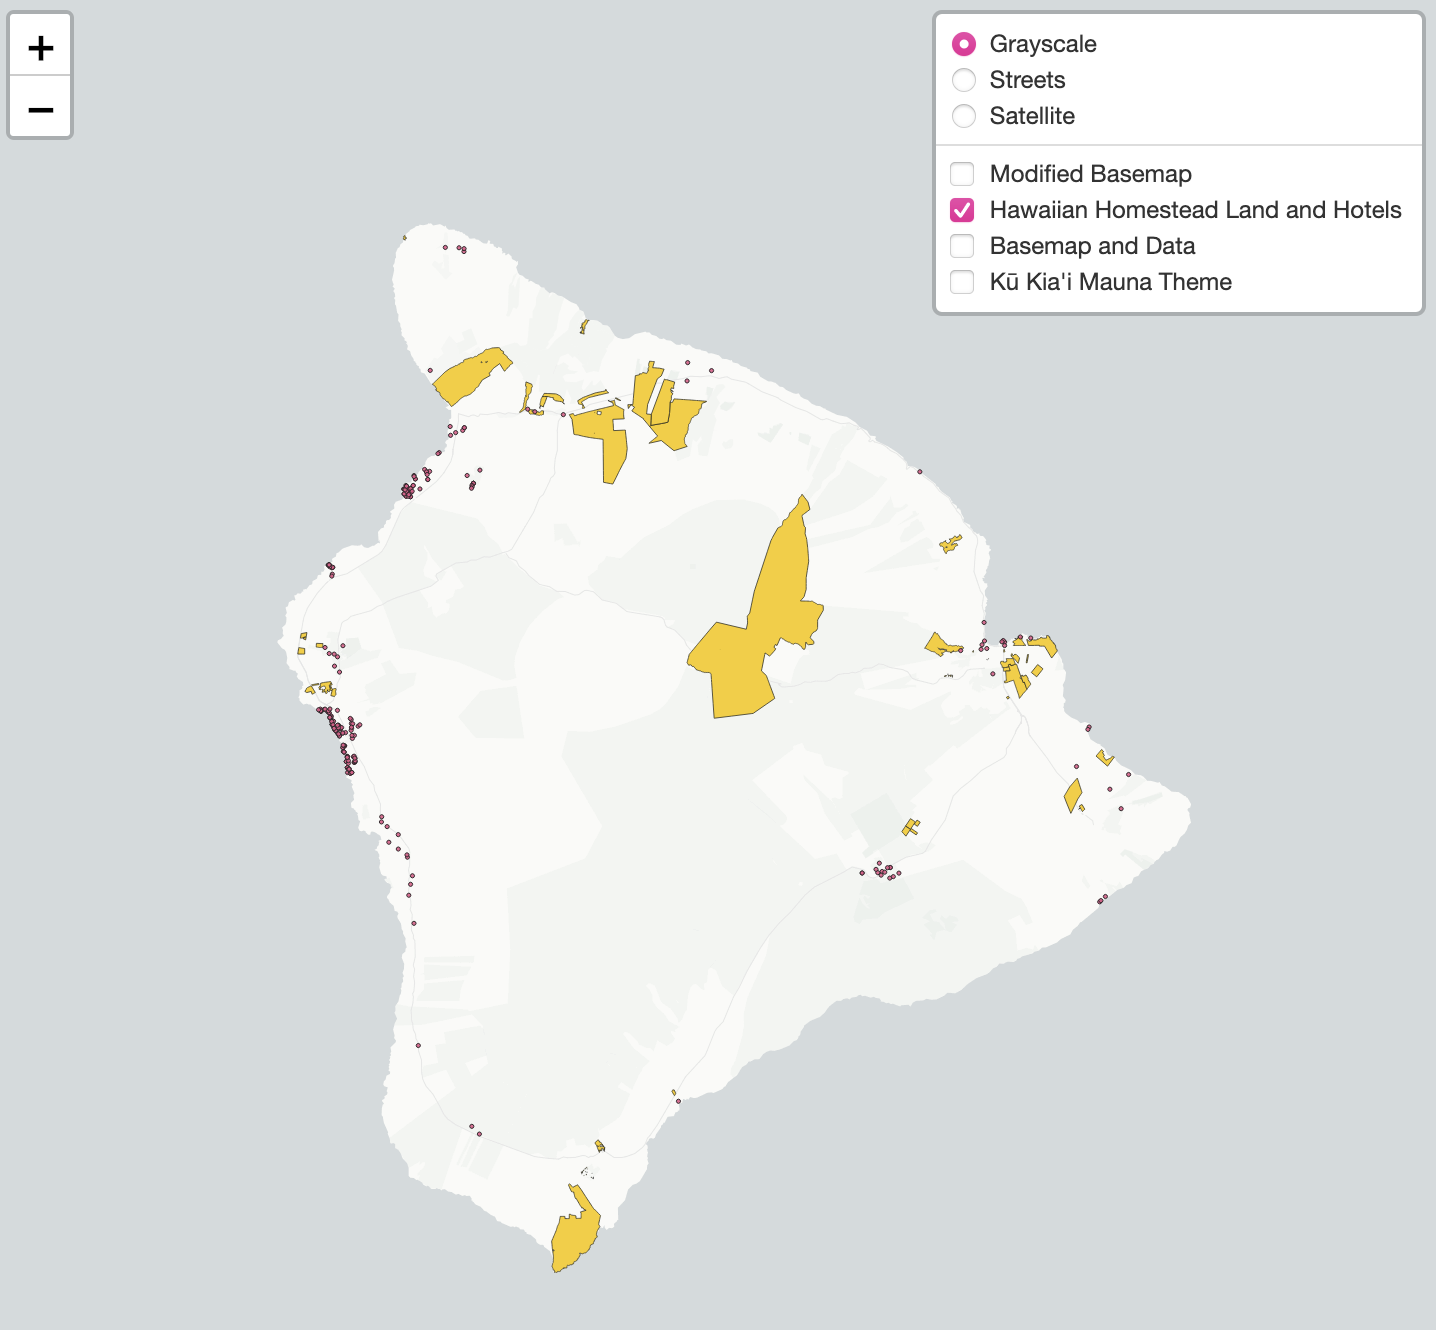 +
−
Grayscale
Streets
Satellite
Modified Basemap
Hawaiian Homestead Land and Hotels
Basemap and Data
Kū Kia'i Mauna Theme